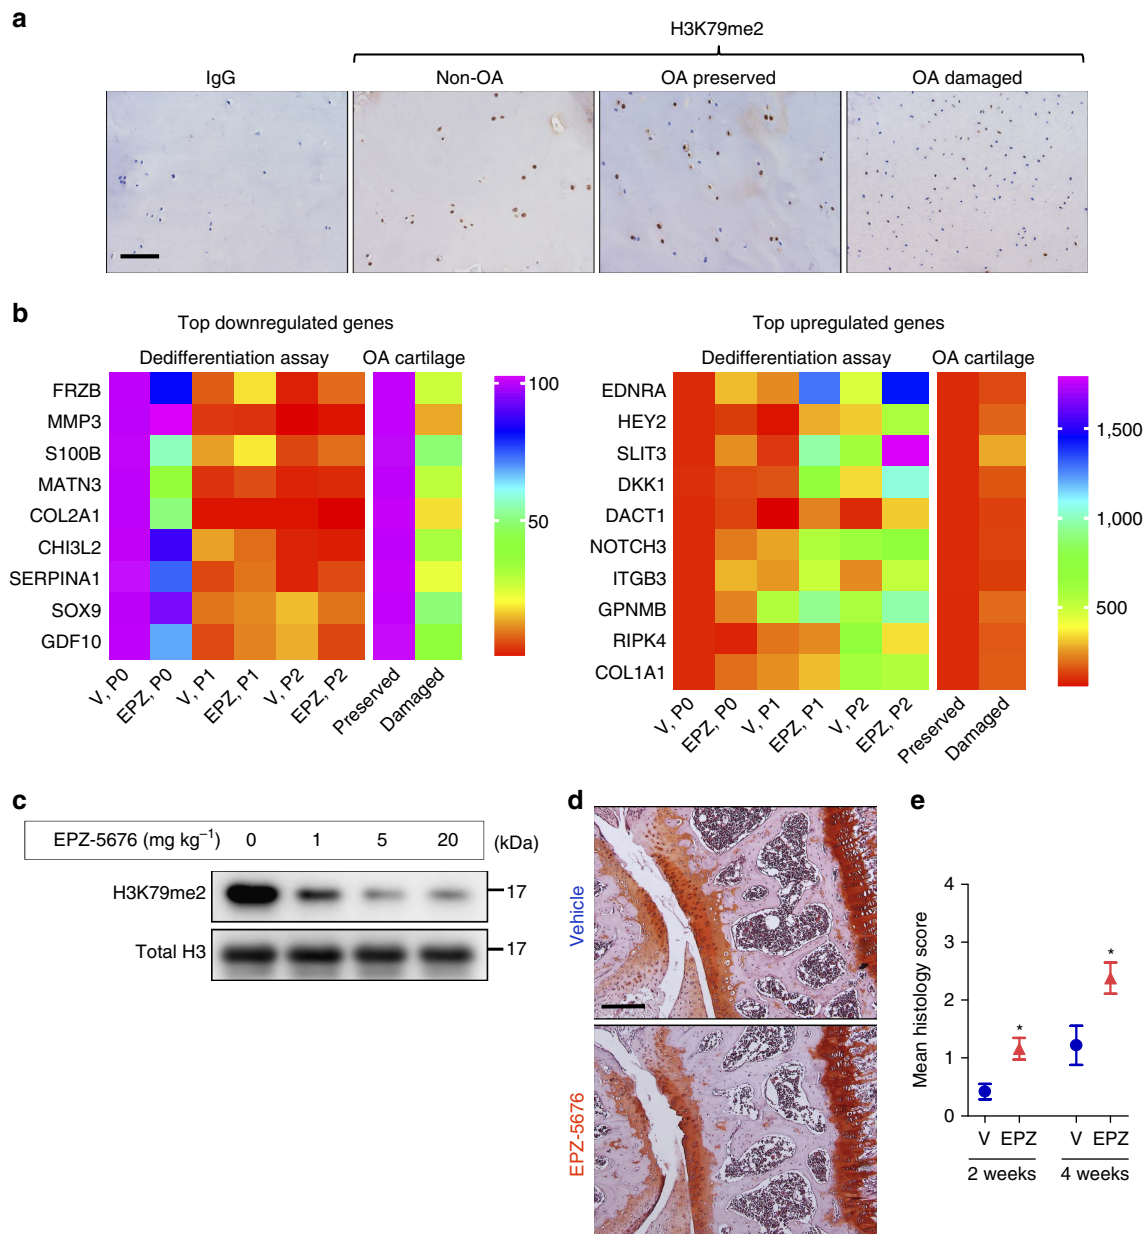 a
H3K79me2
IgG
Non-OA
OA preserved
OA damaged
b
Top downregulated genes
Dedifferentiation assay
OA cartilage
FRZB
MMP3
S100B
MATN3
COL2A1
CHI3L2
SERPINA1
SOX9
GDF10
100
50
V, P0
EPZ, P0
V, P1
EPZ, P1
V, P2
EPZ, P2
Preserved
Damaged
Top upregulated genes
Dedifferentiation assay
OA cartilage
EDNRA
HEY2
SLIT3
DKK1
DACT1
NOTCH3
ITGB3
GPNMB
RIPK4
COL1A1
1,500
1,000
500
V, P0
EPZ, P0
V, P1
EPZ, P1
V, P2
EPZ, P2
Preserved
Damaged
c
EPZ-5676 (mg kg⁻¹) 0 1 5 20 (kDa)
H3K79me2 17
Total H3 17
d
Vehicle
EPZ-5676
e
Mean histology score
4
3
2
1
0
* *
V EPZ V EPZ
2 weeks 4 weeks